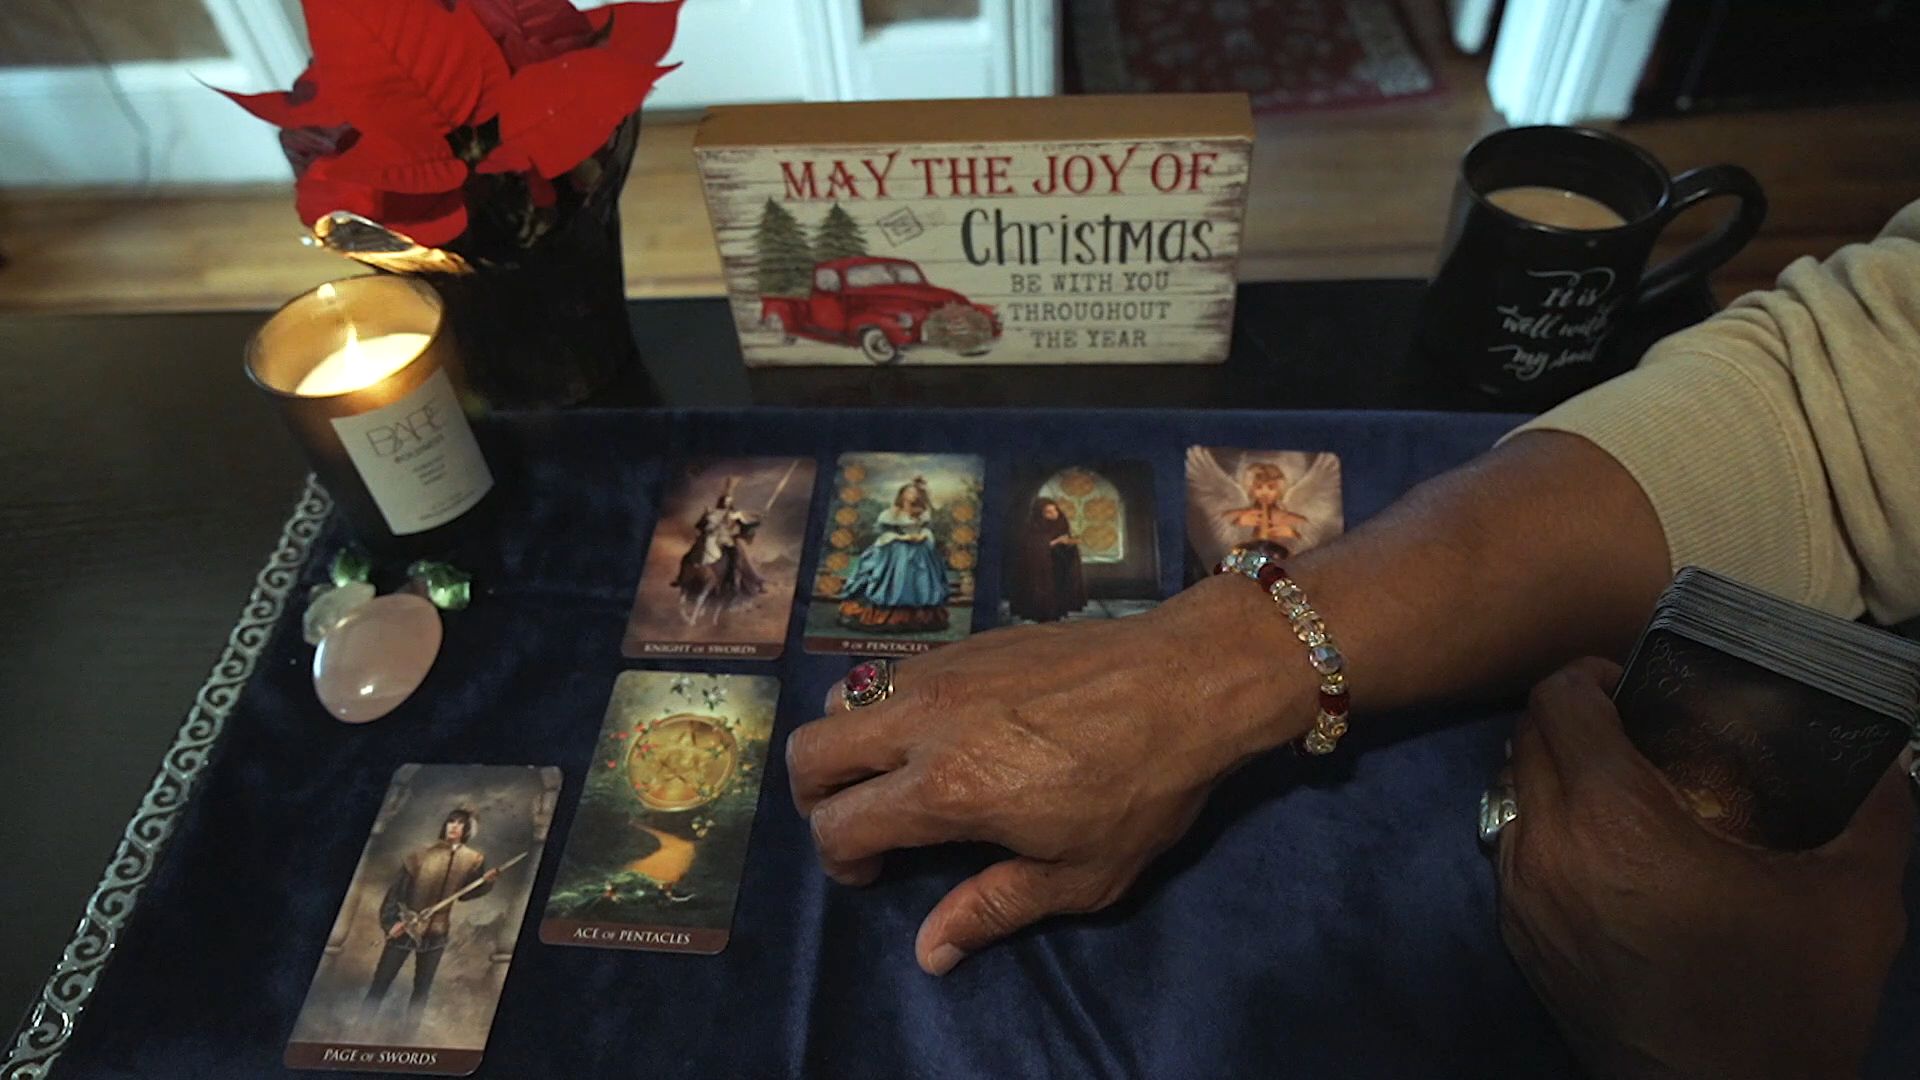 MAY THE JOY OF
Christmas
BE WITH YOU
THROUGHOUT
THE YEAR
It is
well with
my soul
BARE
KNIGHT OF SWORDS
9 OF PENTACLES
ACE OF PENTACLES
PAGE OF SWORDS